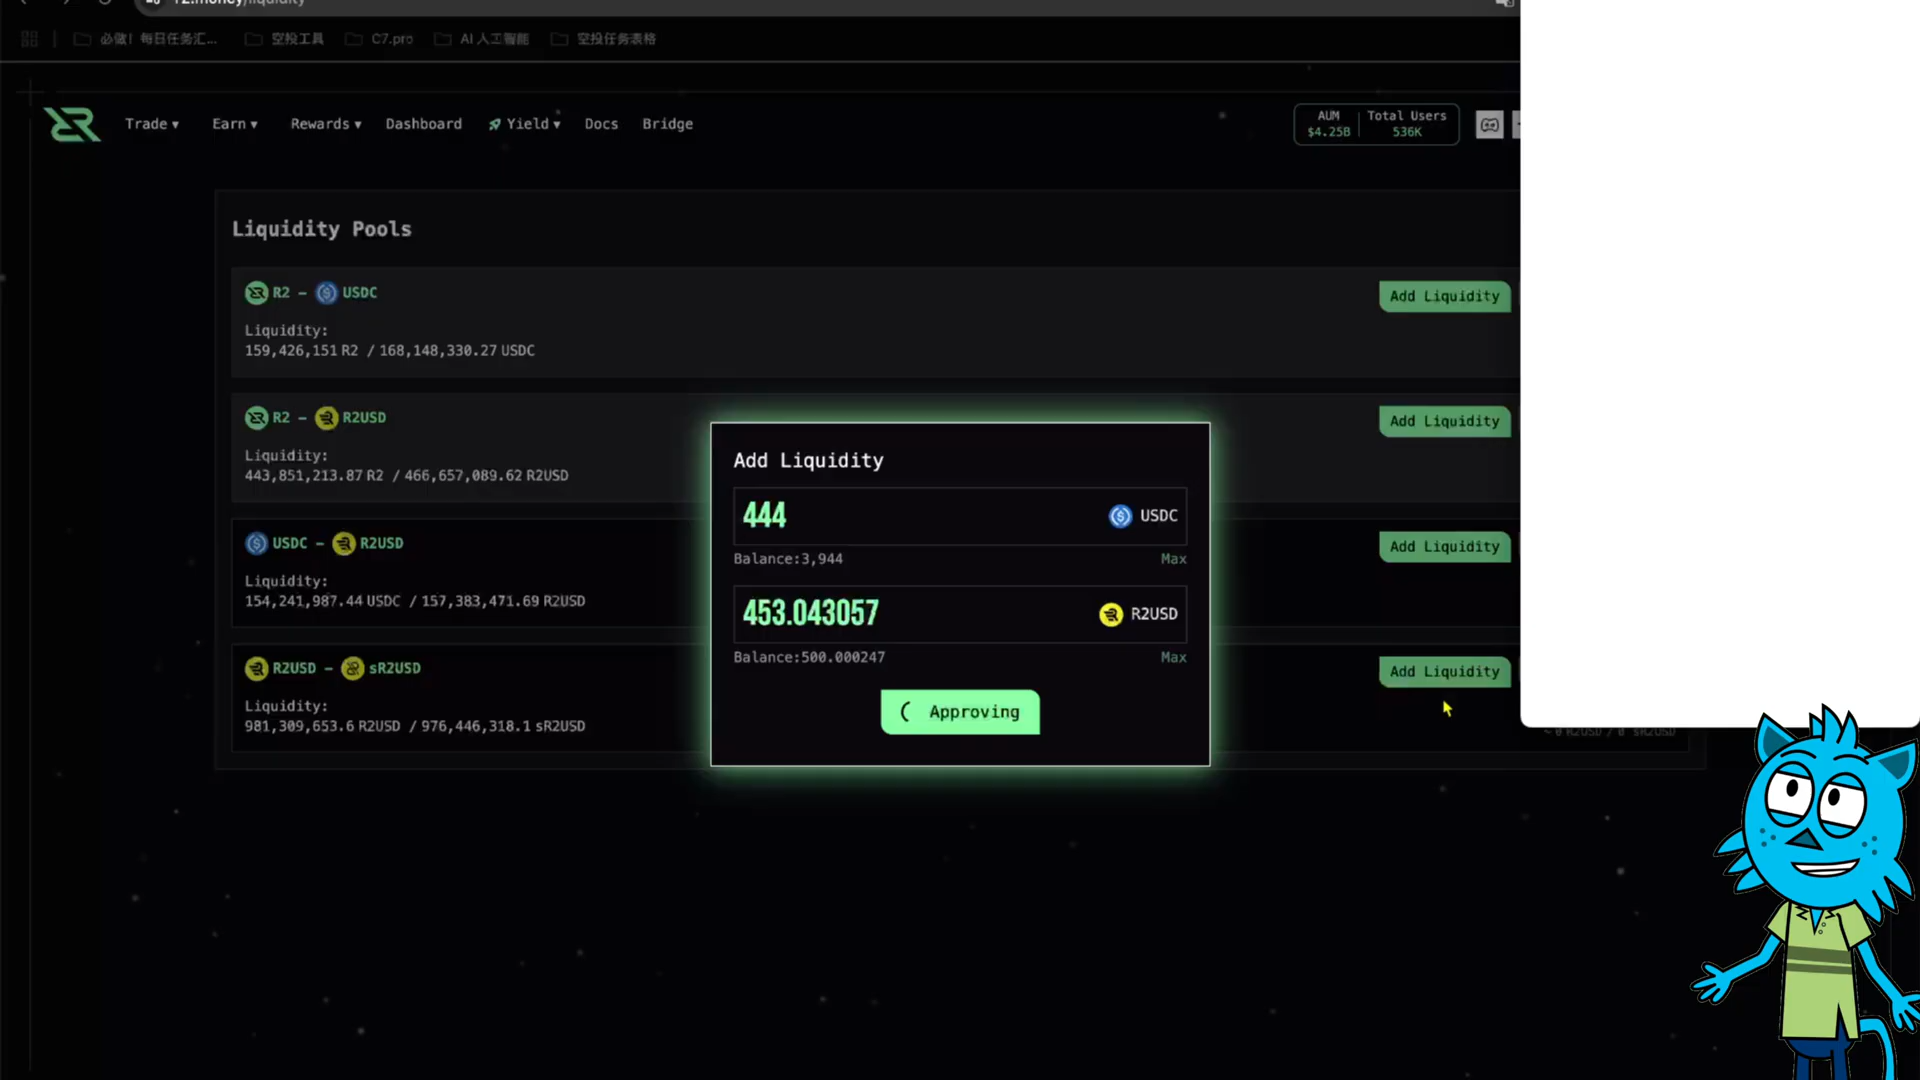 必做！每日任务汇...
空投工具
C7.pro
AI 人工智能
空投任务表格
Trade ▾
Earn ▾
Rewards ▾
Dashboard
Yield ▾
Docs
Bridge
AUM
$4.25B
Total Users
536K
Liquidity Pools
R2 – USDC
Add Liquidity
Liquidity:
159,426,151 R2 / 168,148,330.27 USDC
R2 – R2USD
Add Liquidity
Liquidity:
443,851,213.87 R2 / 466,657,089.62 R2USD
USDC – R2USD
Add Liquidity
Liquidity:
154,241,987.44 USDC / 157,383,471.69 R2USD
R2USD – sR2USD
Add Liquidity
Liquidity:
981,309,653.6 R2USD / 976,446,318.1 sR2USD
~ 0 R2USD / 0 sR2USD
Add Liquidity
444
USDC
Balance:3,944
Max
453.043057
R2USD
Balance:500.000247
Max
Approving